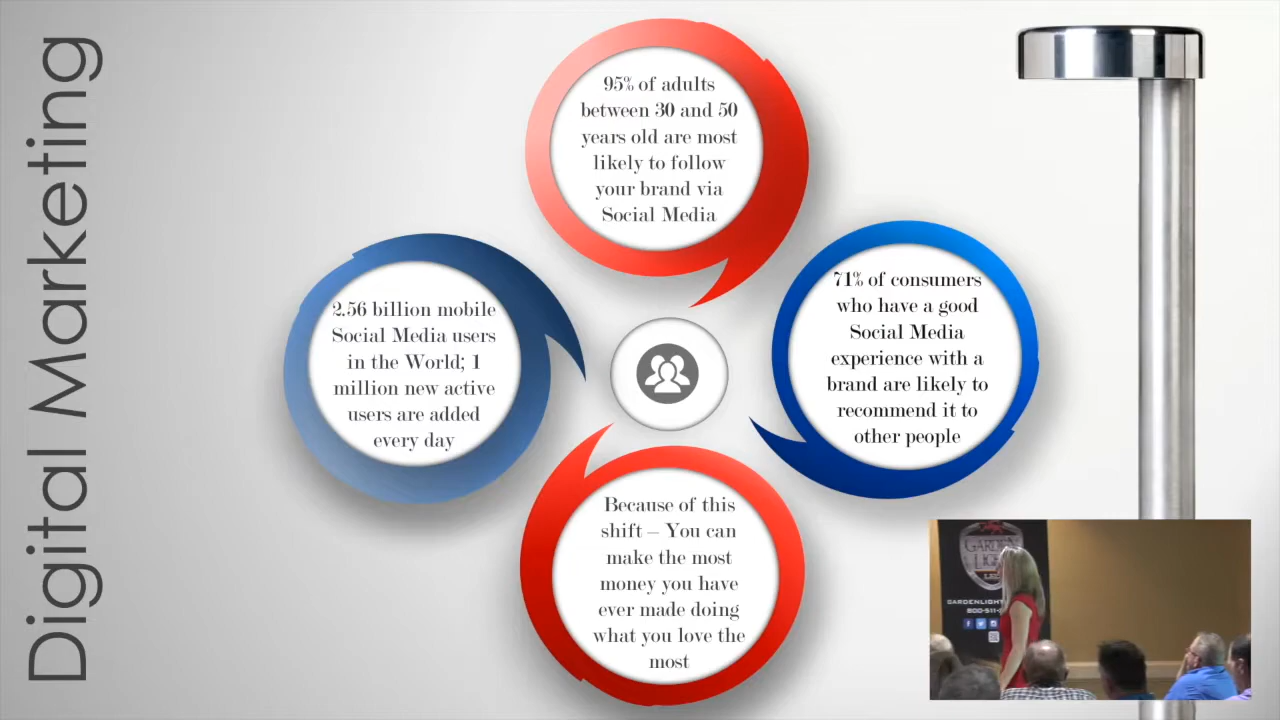 Digital Marketing
95% of adults
between 30 and 50
years old are most
likely to follow
your brand via
Social Media
2.56 billion mobile
Social Media users
in the World; 1
million new active
users are added
every day
71% of consumers
who have a good
Social Media
experience with a
brand are likely to
recommend it to
other people
Because of this
shift – You can
make the most
money you have
ever made doing
what you love the
most